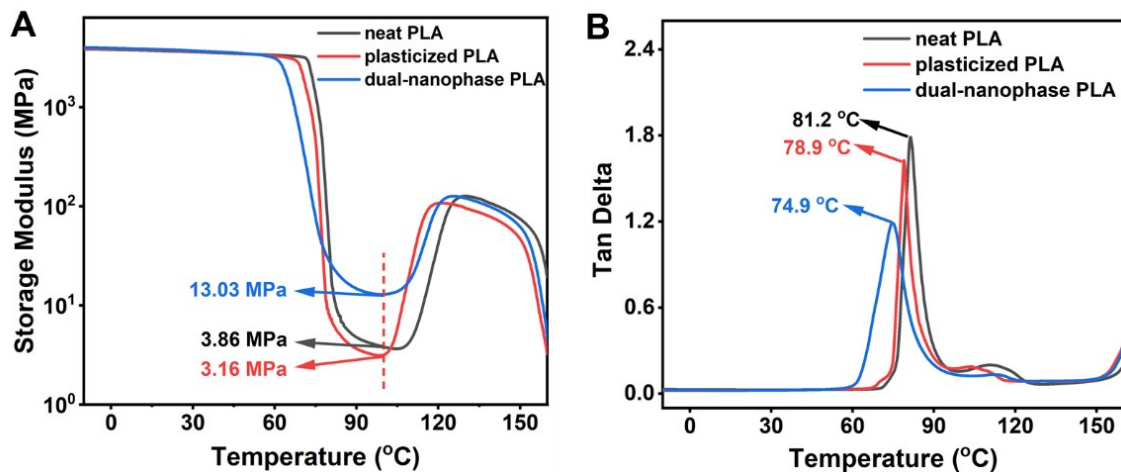 A
neat PLA
plasticized PLA
dual-nanophase PLA
Storage Modulus (MPa)
10³
10²
10¹
10⁰
13.03 MPa
3.86 MPa
3.16 MPa
0 30 60 90 120 150
Temperature (°C)
B
neat PLA
plasticized PLA
dual-nanophase PLA
Tan Delta
2.4
1.8
1.2
0.6
0.0
81.2 °C
78.9 °C
74.9 °C
0 30 60 90 120 150
Temperature (°C)